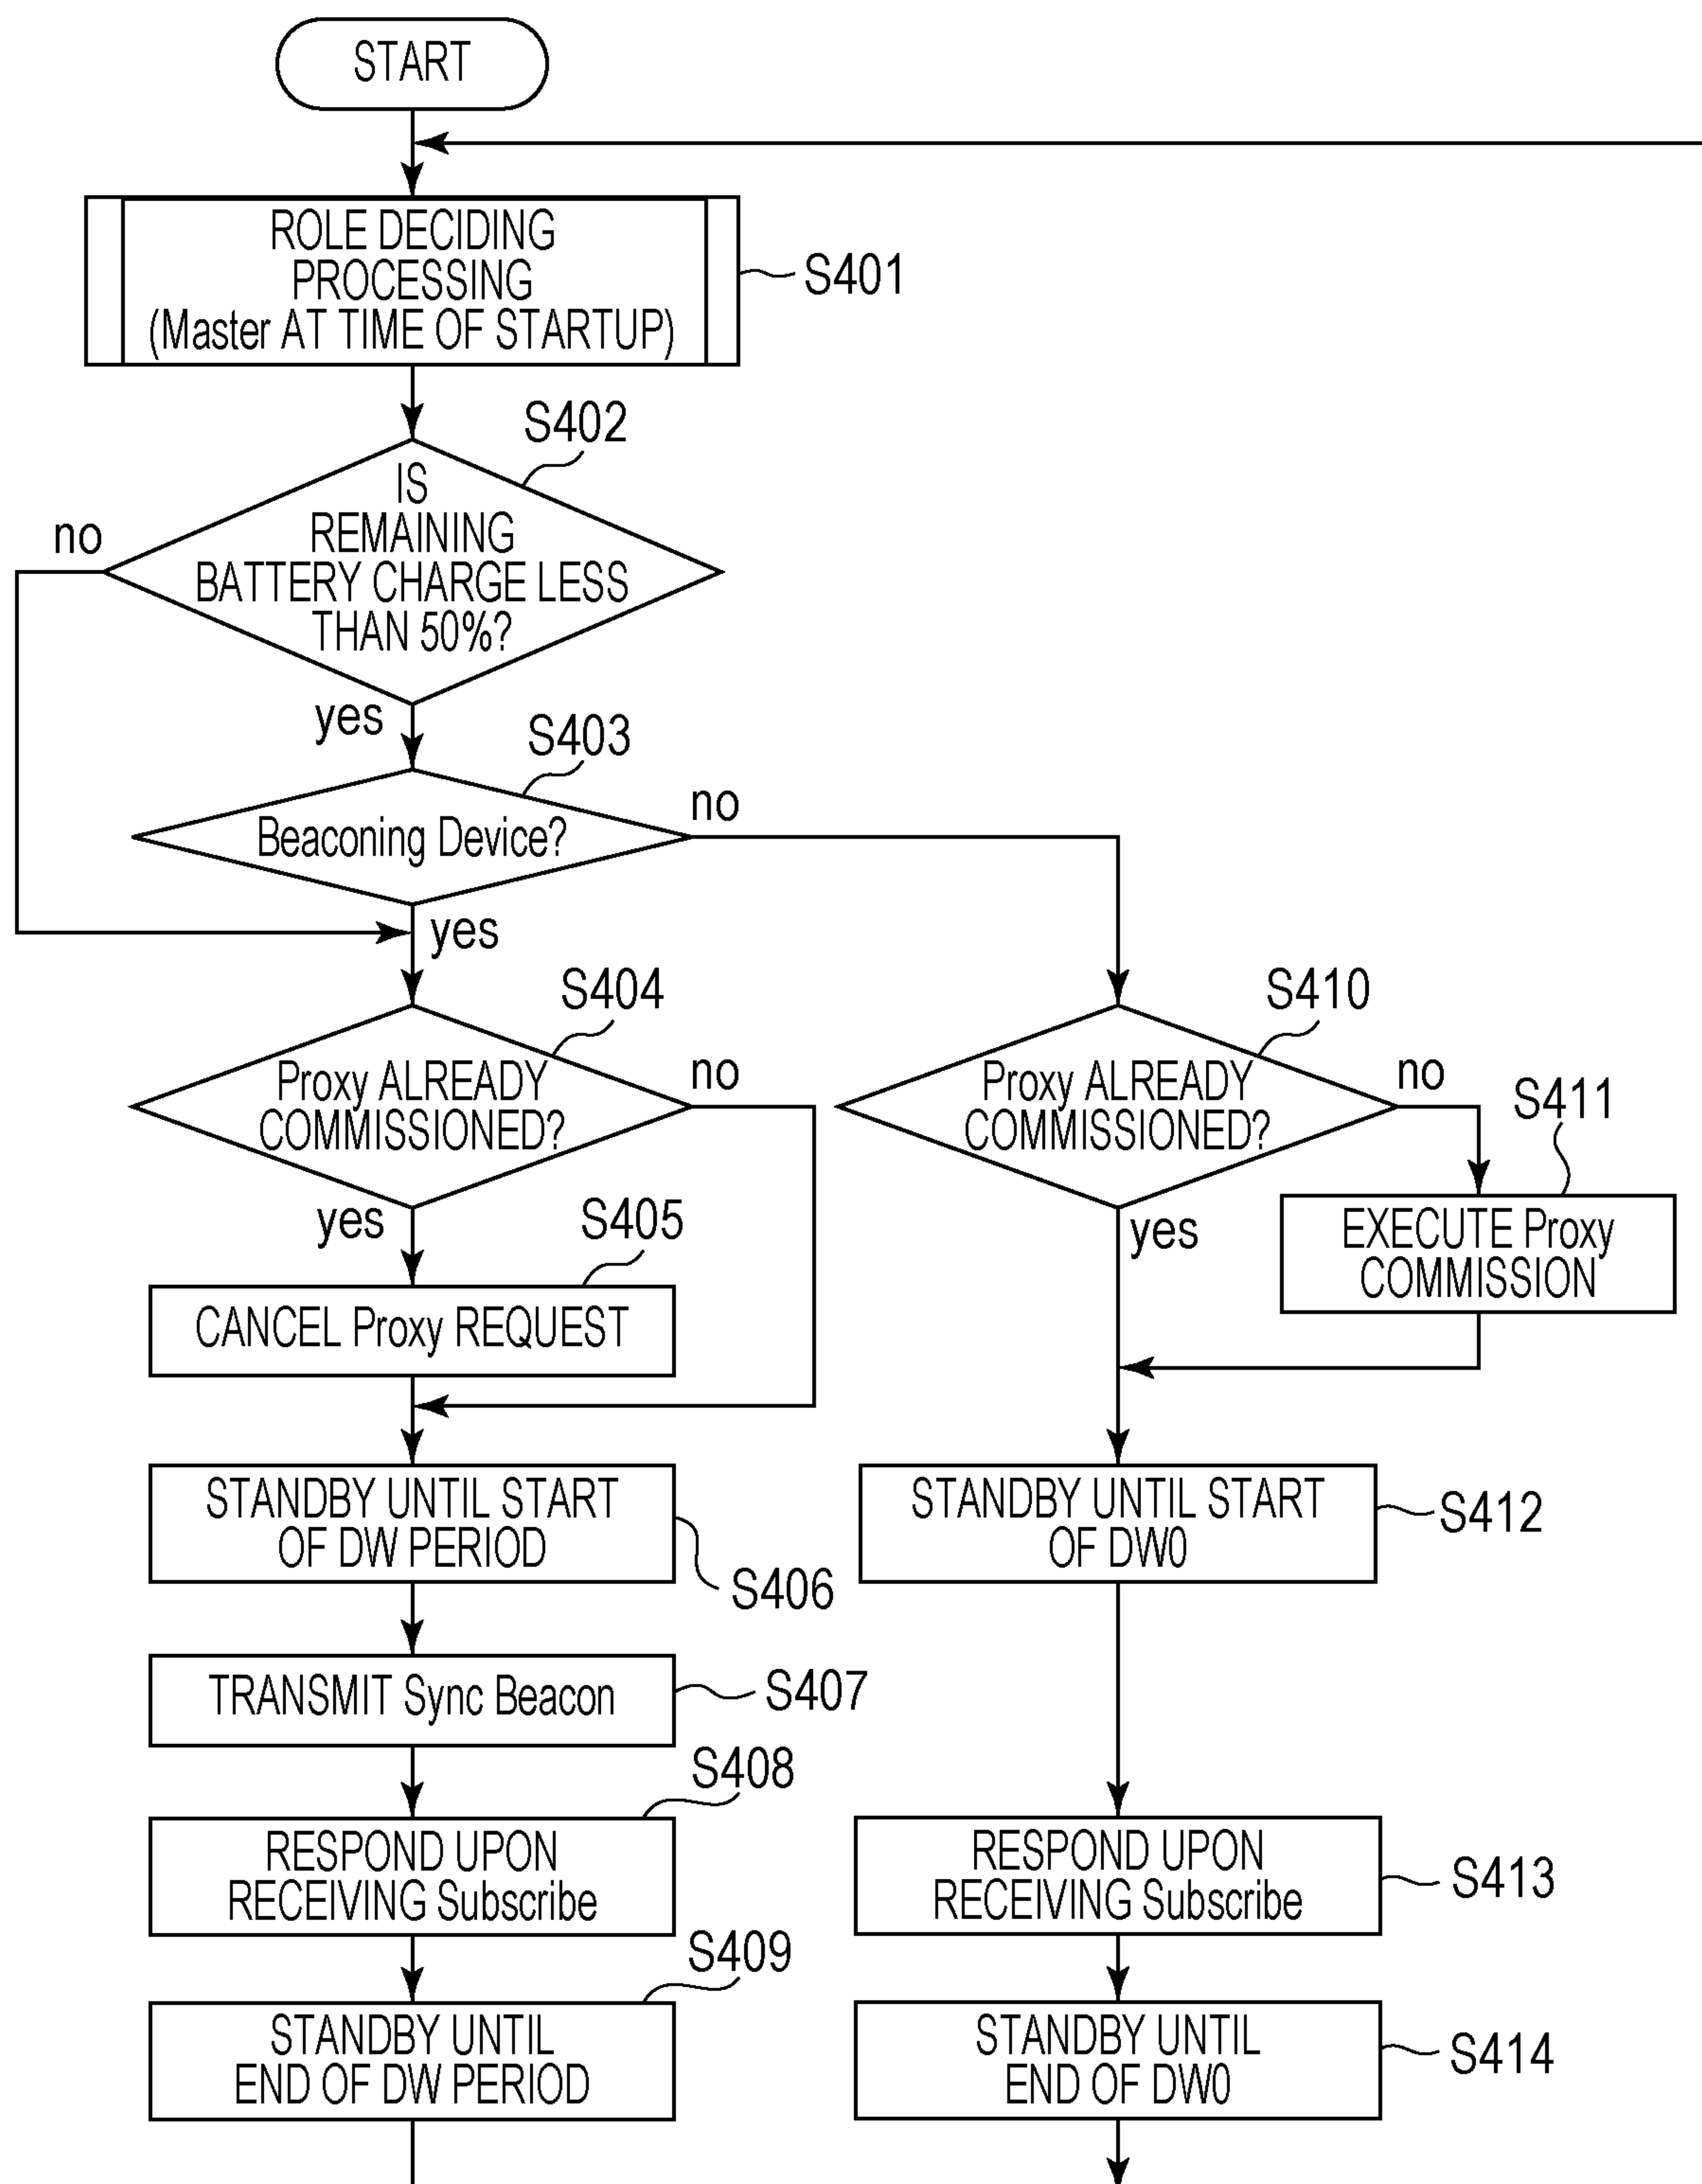 START
ROLE DECIDING
PROCESSING
(Master AT TIME OF STARTUP)
S401
S402
IS
REMAINING
BATTERY CHARGE LESS
THAN 50%?
no
yes
S403
Beaconing Device?
no
yes
S404
Proxy ALREADY
COMMISSIONED?
no
yes
S405
CANCEL Proxy REQUEST
STANDBY UNTIL START
OF DW PERIOD
S406
TRANSMIT Sync Beacon
S407
S408
RESPOND UPON
RECEIVING Subscribe
S409
STANDBY UNTIL
END OF DW PERIOD
S410
Proxy ALREADY
COMMISSIONED?
no
yes
S411
EXECUTE Proxy
COMMISSION
STANDBY UNTIL START
OF DW0
S412
RESPOND UPON
RECEIVING Subscribe
S413
STANDBY UNTIL
END OF DW0
S414